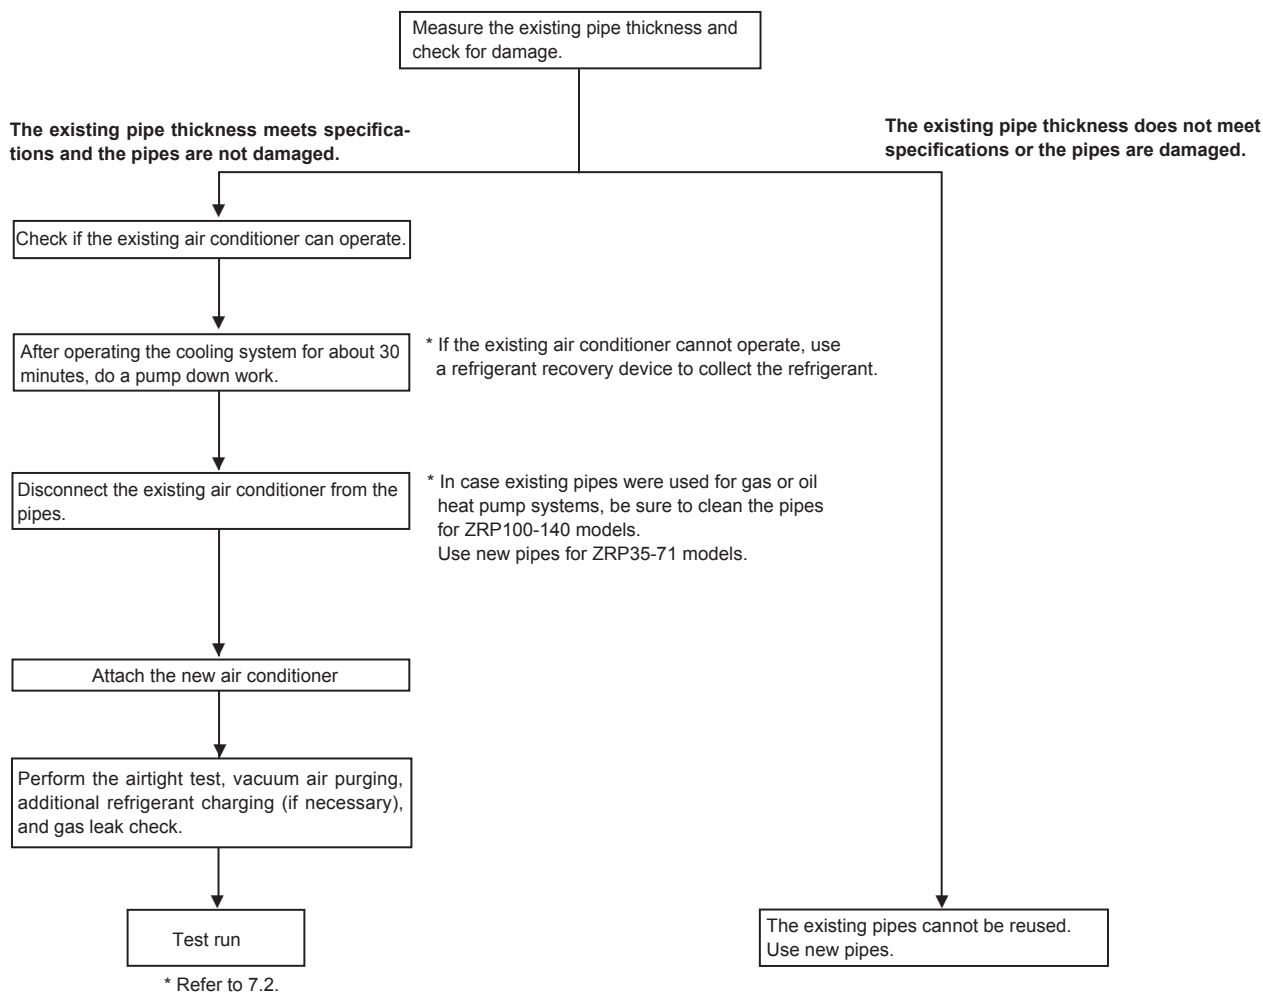 Measure the existing pipe thickness and
check for damage.
The existing pipe thickness meets specifica-
tions and the pipes are not damaged.
The existing pipe thickness does not meet
specifications or the pipes are damaged.
Check if the existing air conditioner can operate.
After operating the cooling system for about 30
minutes, do a pump down work.
* If the existing air conditioner cannot operate, use
a refrigerant recovery device to collect the refrigerant.
Disconnect the existing air conditioner from the
pipes.
* In case existing pipes were used for gas or oil
heat pump systems, be sure to clean the pipes
for ZRP100-140 models.
Use new pipes for ZRP35-71 models.
Attach the new air conditioner
Perform the airtight test, vacuum air purging,
additional refrigerant charging (if necessary),
and gas leak check.
Test run
* Refer to 7.2.
The existing pipes cannot be reused.
Use new pipes.